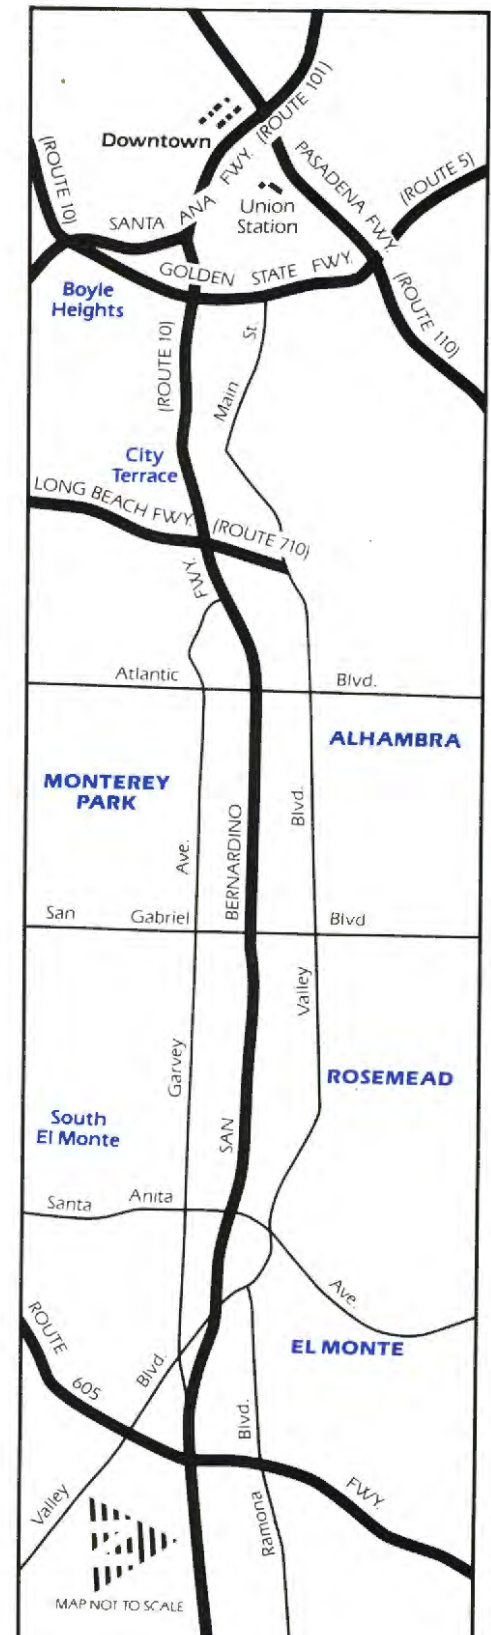 (ROUTE 101)
Downtown
(ROUTE 10)
SANTA ANA FWY.
PASADENA FWY.
(ROUTE 5)
Union
Station
GOLDEN STATE FWY.
Boyle
Heights
(ROUTE 110)
(ROUTE 10)
Main St.
City
Terrace
LONG BEACH FWY. (ROUTE 710)
FWY.
Atlantic Blvd.
ALHAMBRA
MONTEREY
PARK
Blvd.
Ave.
BERNARDINO
San Gabriel Blvd
Valley
Garvey
ROSEMEAD
South
El Monte
SAN
Santa Anita
Ave.
ROUTE
605
EL MONTE
Blvd.
Blvd.
Valley
Ramona
FWY.
MAP NOT TO SCALE